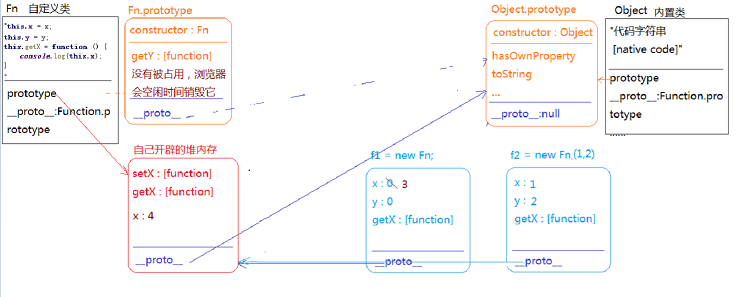 Fn 自定义类
"this.x = x;
this.y = y;
this.getX = function () {
console.log(this.x);
}
"
prototype
__proto__:Function.p
rototype
Fn.prototype
constructor : Fn
getY : [function]
没有被占用，浏览器
会空闲时间销毁它
__proto__
Object.prototype
constructor : Object
hasOwnProperty
toString
...
__proto__:null
Object 内置类
"代码字符串
[native code]"
prototype
__proto__:Function.pro
totype
......
自己开辟的堆内存
setX : [function]
getX : [function]
x : 4
__proto__
f1 = new Fn;
x : 0 3
y : 0
getX : [function]
__proto__
f2 = new Fn (1,2)
x : 1
y : 2
getX : [function]
__proto__